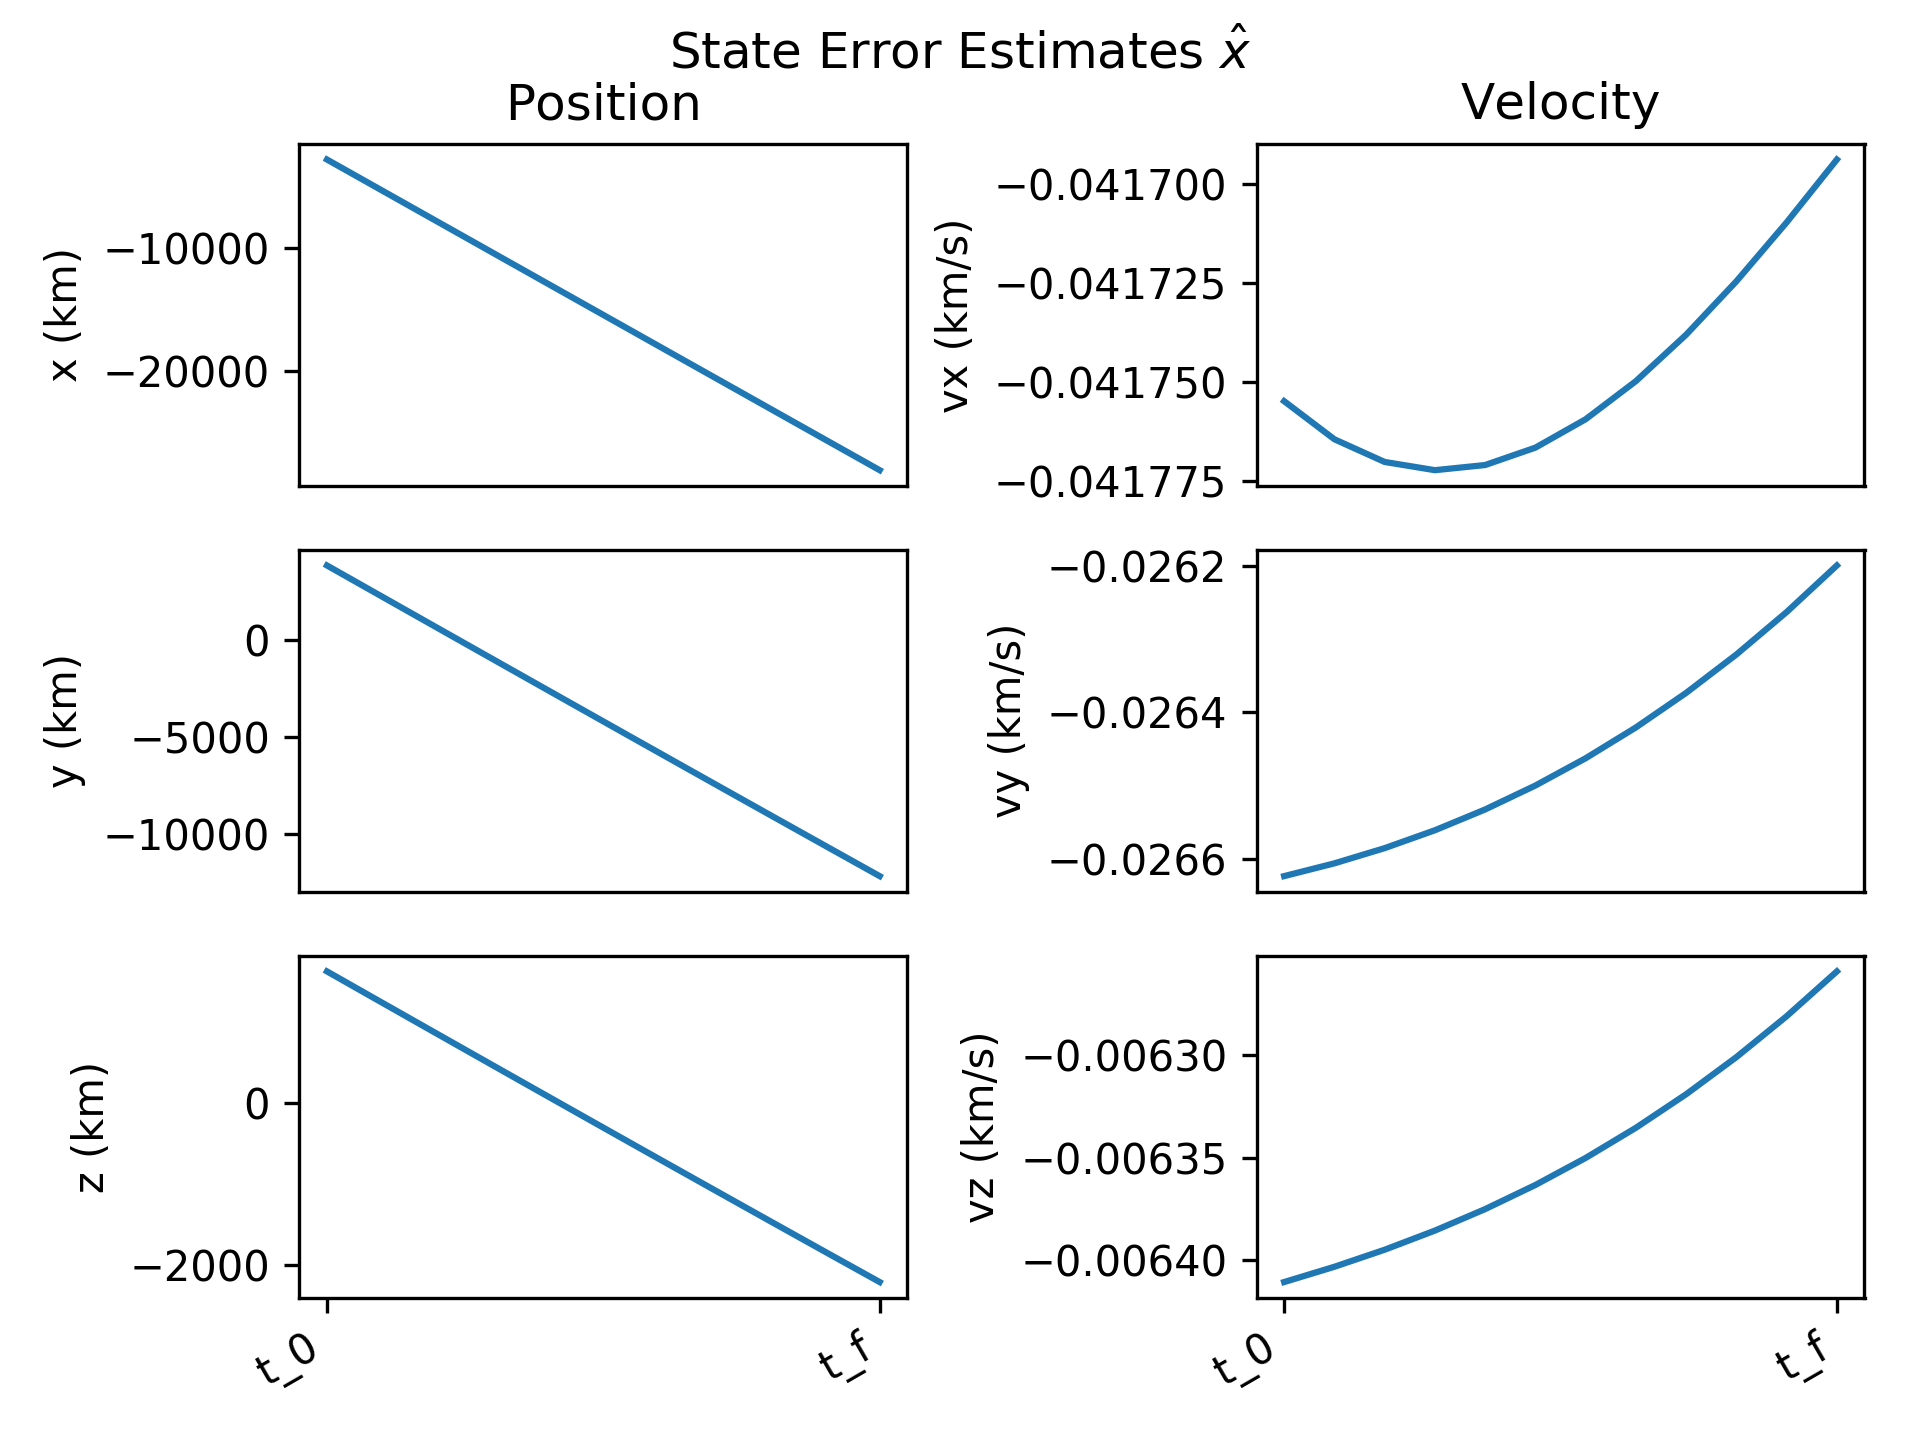 State Error Estimates x̂
Position
Velocity
x (km)
−10000
−20000
vx (km/s)
−0.041700
−0.041725
−0.041750
−0.041775
y (km)
0
−5000
−10000
vy (km/s)
−0.0262
−0.0264
−0.0266
z (km)
0
−2000
vz (km/s)
−0.00630
−0.00635
−0.00640
t_0
t_f
t_0
t_f